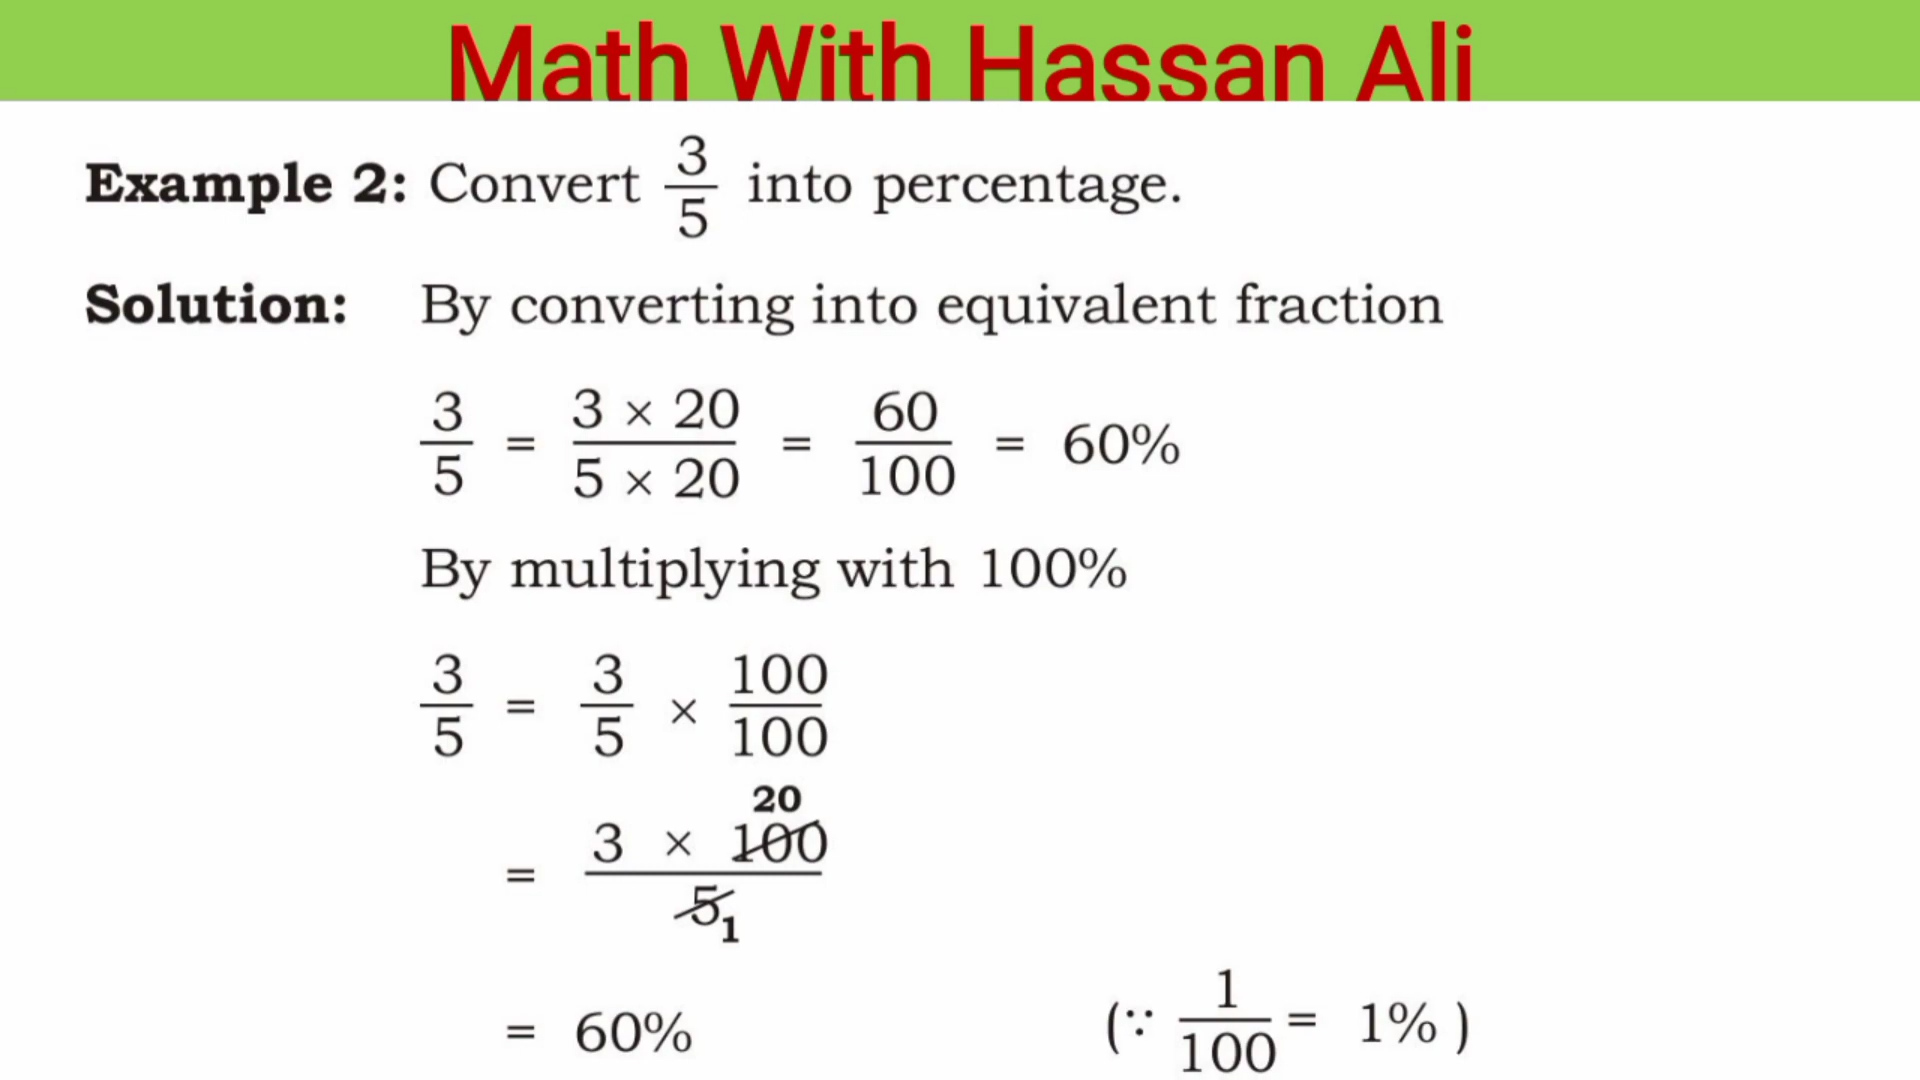 Math With Hassan Ali
Example 2: Convert 3/5 into percentage.
Solution: By converting into equivalent fraction
3/5 = (3 × 20)/(5 × 20) = 60/100 = 60%
By multiplying with 100%
3/5 = 3/5 × 100/100
20
= (3 × 100)/5
1
= 60% (∵ 1/100 = 1% )